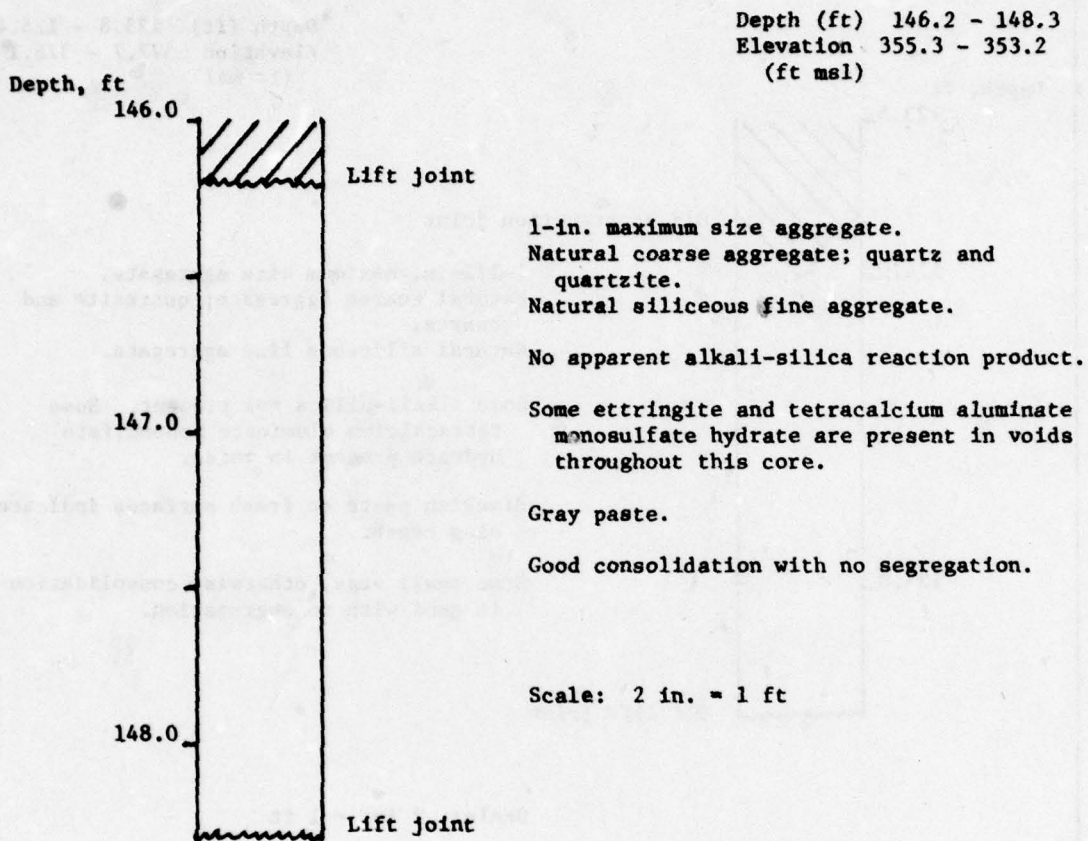 Depth (ft) 146.2 - 148.3
Elevation 355.3 - 353.2
(ft msl)
Depth, ft
146.0
Lift joint
1-in. maximum size aggregate.
Natural coarse aggregate; quartz and
quartzite.
Natural siliceous fine aggregate.
No apparent alkali-silica reaction product.
147.0
Some ettringite and tetracalcium aluminate
monosulfate hydrate are present in voids
throughout this core.
Gray paste.
Good consolidation with no segregation.
Scale: 2 in. = 1 ft
148.0
Lift joint